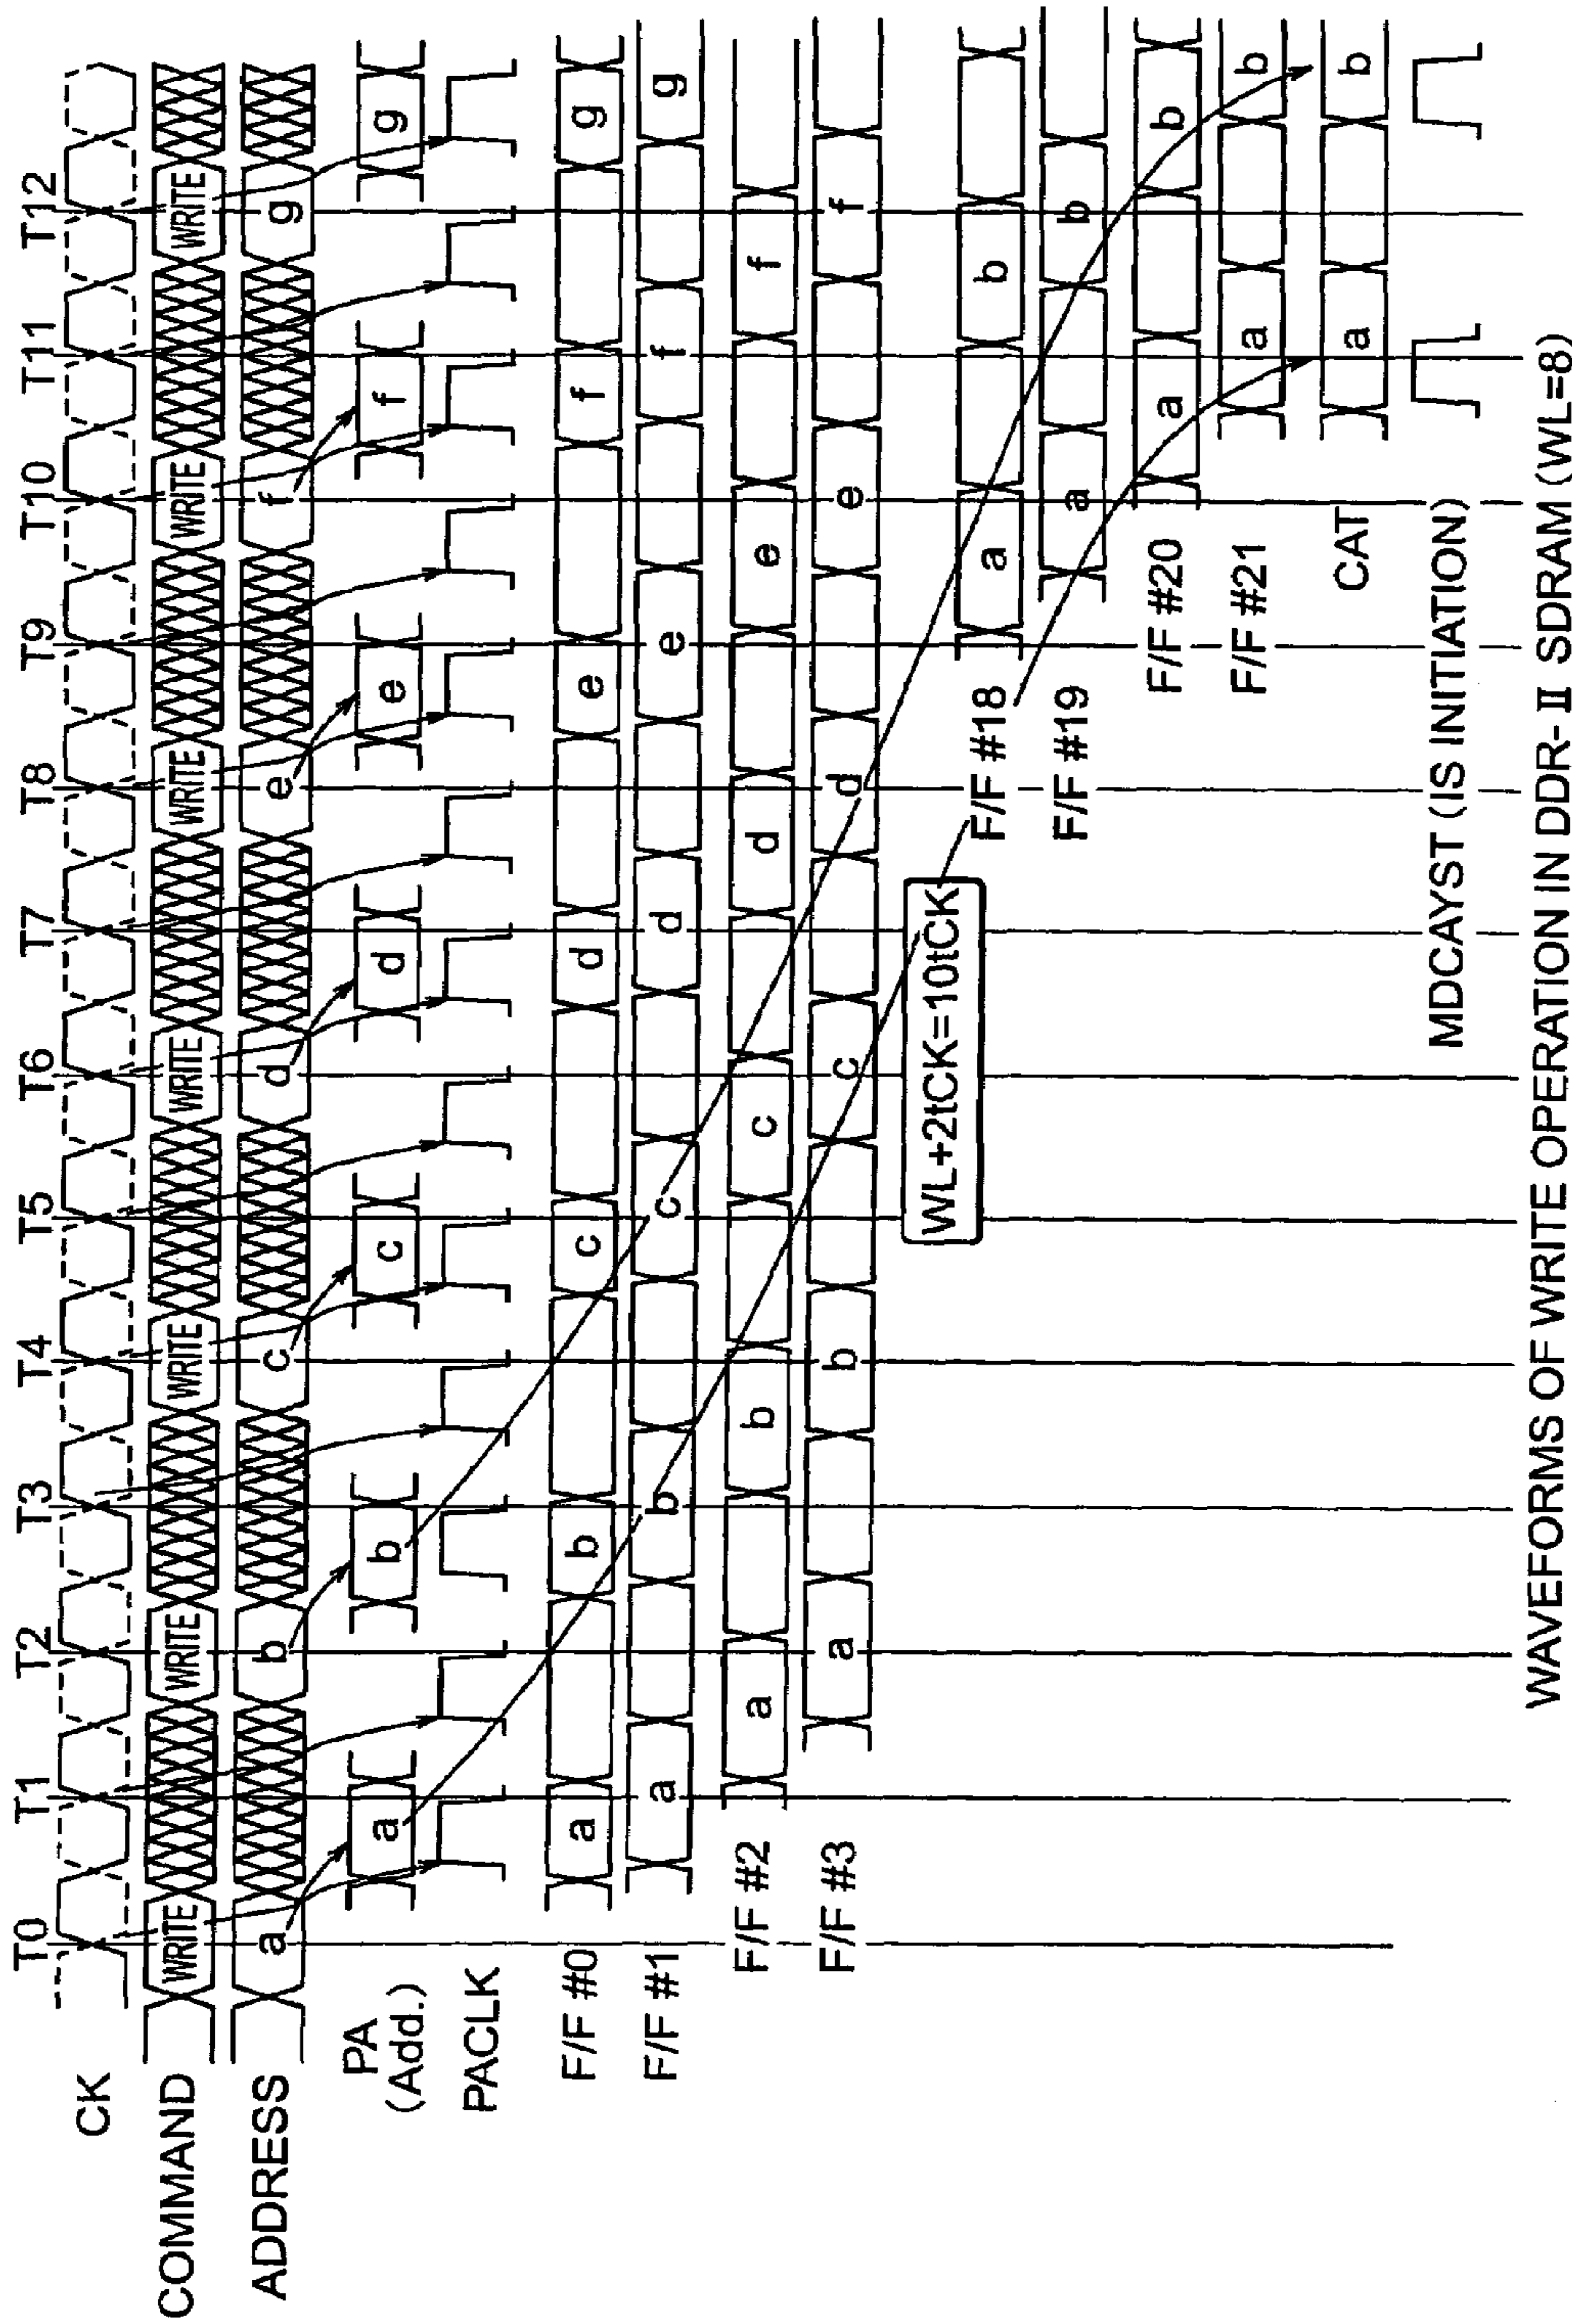 T0 T1 T2 T3 T4 T5 T6 T7 T8 T9 T10 T11 T12
CK
COMMAND WRITE WRITE WRITE WRITE WRITE WRITE WRITE
ADDRESS a b c d e f g
PA a b c d e f g
(Add.)
PACLK
F/F #0 a b c d e f g
F/F #1 a b c d e f g
F/F #2 a b c d e f
F/F #3 a b c d e f
WL+2tCK=10tCK
F/F #18 a b
F/F #19 a b
F/F #20 a b
F/F #21 a b
CAT a b
MDCAYST (IS INITIATION)
WAVEFORMS OF WRITE OPERATION IN DDR-II SDRAM (WL=8)